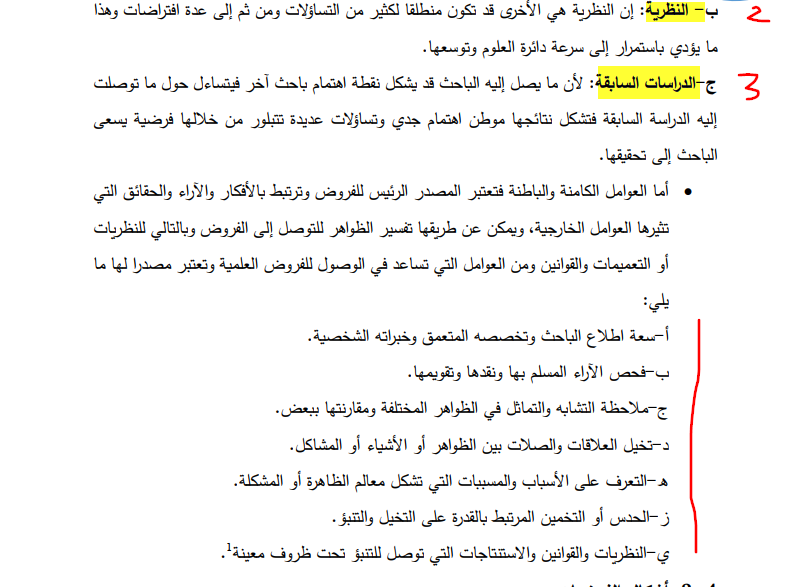 ب- النظرية: إن النظرية هي الأخرى قد تكون منطلقا لكثير من التساؤلات ومن ثم إلى عدة افتراضات وهذا 2
ما يؤدي باستمرار إلى سرعة دائرة العلوم وتوسعها.
ج-الدراسات السابقة: لأن ما يصل إليه الباحث قد يشكل نقطة اهتمام باحث آخر فيتساءل حول ما توصلت 3
إليه الدراسة السابقة فتشكل نتائجها موطن اهتمام جدي وتساؤلات عديدة تتبلور من خلالها فرضية يسعى
الباحث إلى تحقيقها.
• أما العوامل الكامنة والباطنة فتعتبر المصدر الرئيس للفروض وترتبط بالأفكار والآراء والحقائق التي
تثيرها العوامل الخارجية، ويمكن عن طريقها تفسير الظواهر للتوصل إلى الفروض وبالتالي للنظريات
أو التعميمات والقوانين ومن العوامل التي تساعد في الوصول للفروض العلمية وتعتبر مصدرا لها ما
يلي:
أ-سعة اطلاع الباحث وتخصصه المتعمق وخبراته الشخصية.
ب-فحص الآراء المسلم بها ونقدها وتقويمها.
ج-ملاحظة التشابه والتماثل في الظواهر المختلفة ومقارنتها ببعض.
د-تخيل العلاقات والصلات بين الظواهر أو الأشياء أو المشاكل.
ه-التعرف على الأسباب والمسببات التي تشكل معالم الظاهرة أو المشكلة.
ز-الحدس أو التخمين المرتبط بالقدرة على التخيل والتنبؤ.
ي-النظريات والقوانين والاستنتاجات التي توصل للتنبؤ تحت ظروف معينة1.